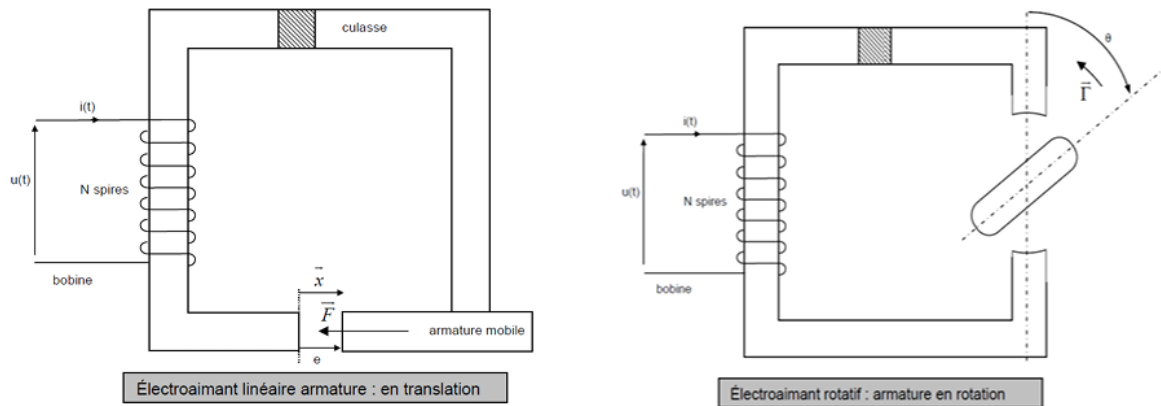 culasse
i(t)
u(t)
N spires
bobine
x
F
armature mobile
e
Électroaimant linéaire armature : en translation
θ
Γ
i(t)
u(t)
N spires
bobine
Électroaimant rotatif : armature en rotation